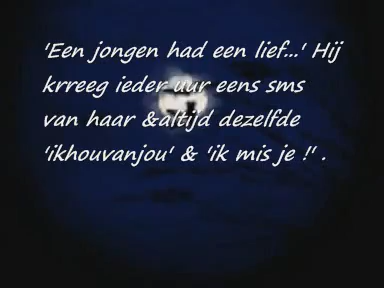 'Een jongen had een lief...' Hij
krreeg ieder uur eens sms
van haar &altijd dezelfde
'ikhouvanjou' & 'ik mis je !' .